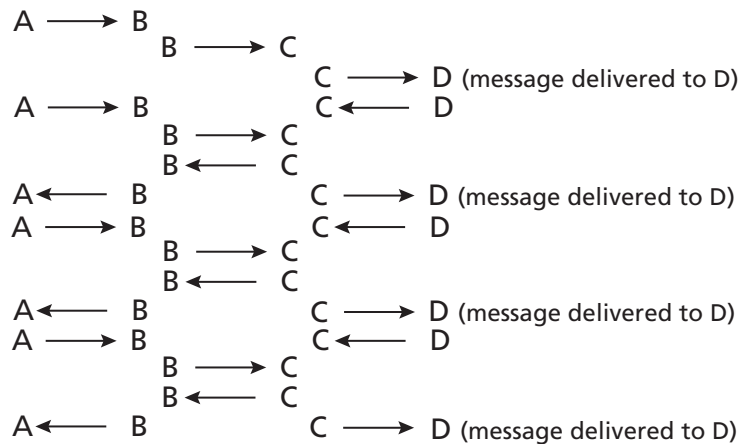 A → B
B → C
C → D (message delivered to D)
A → B C ← D
B → C
B ← C
A ← B C → D (message delivered to D)
A → B C ← D
B → C
B ← C
A ← B C → D (message delivered to D)
A → B C ← D
B → C
B ← C
A ← B C → D (message delivered to D)